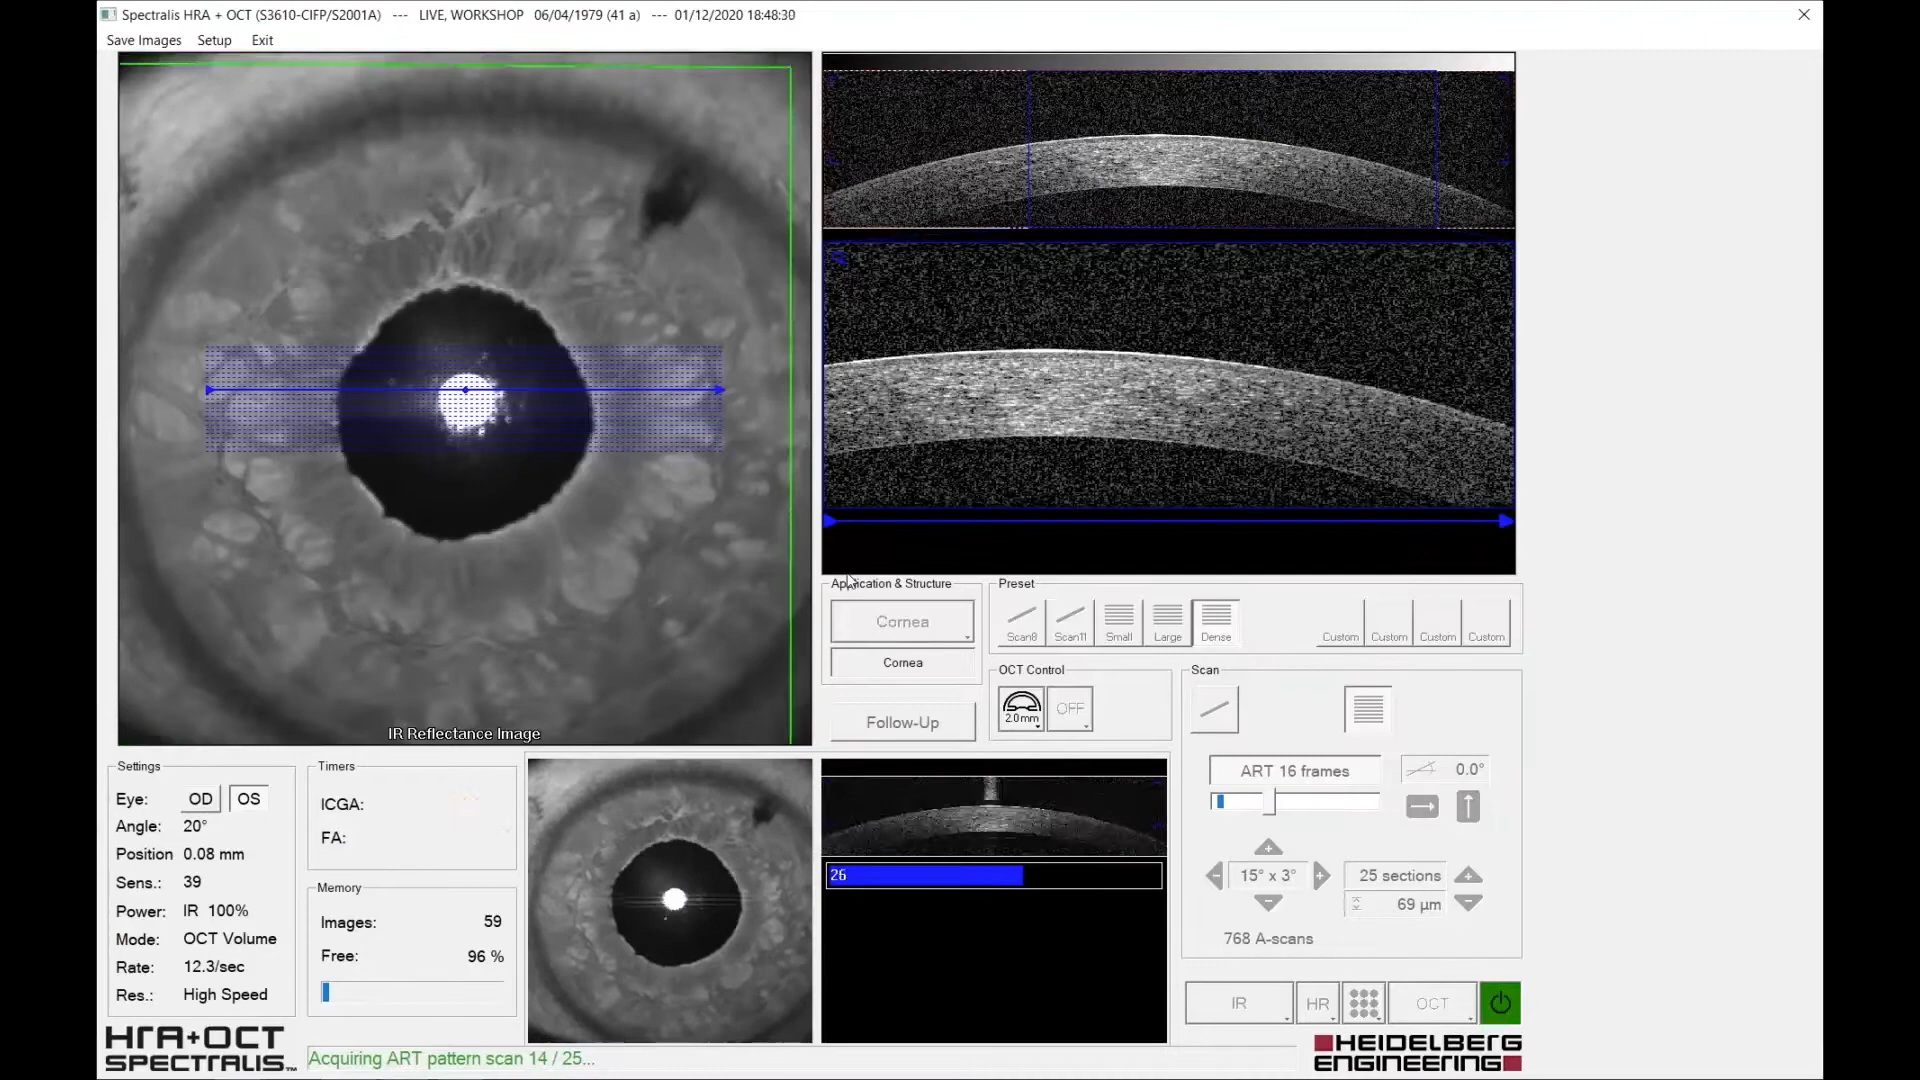 Spectralis HRA + OCT (S3610-CIFP/S2001A) --- LIVE, WORKSHOP 06/04/1979 (41 a) --- 01/12/2020 18:48:30
Save Images Setup Exit
IR Reflectance Image
Application & Structure
Cornea
Cornea
Follow-Up
Preset
Scan8 Scan11 Small Large Dense Custom Custom Custom Custom
OCT Control
2.0mm OFF
Scan
ART 16 frames 0.0°
15° x 3° 25 sections
69 µm
768 A-scans
IR HR OCT
Settings
Eye: OD OS
Angle: 20°
Position 0.08 mm
Sens.: 39
Power: IR 100%
Mode: OCT Volume
Rate: 12.3/sec
Res.: High Speed
Timers
ICGA:
FA:
Memory
Images: 59
Free: 96 %
26
HRA+OCT
SPECTRALIS™
Acquiring ART pattern scan 14 / 25...
HEIDELBERG
ENGINEERING